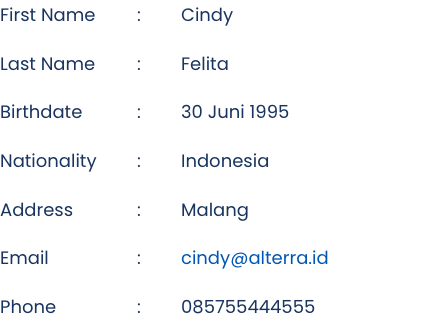 First Name : Cindy
Last Name : Felita
Birthdate : 30 Juni 1995
Nationality : Indonesia
Address : Malang
Email : cindy@alterra.id
Phone : 085755444555